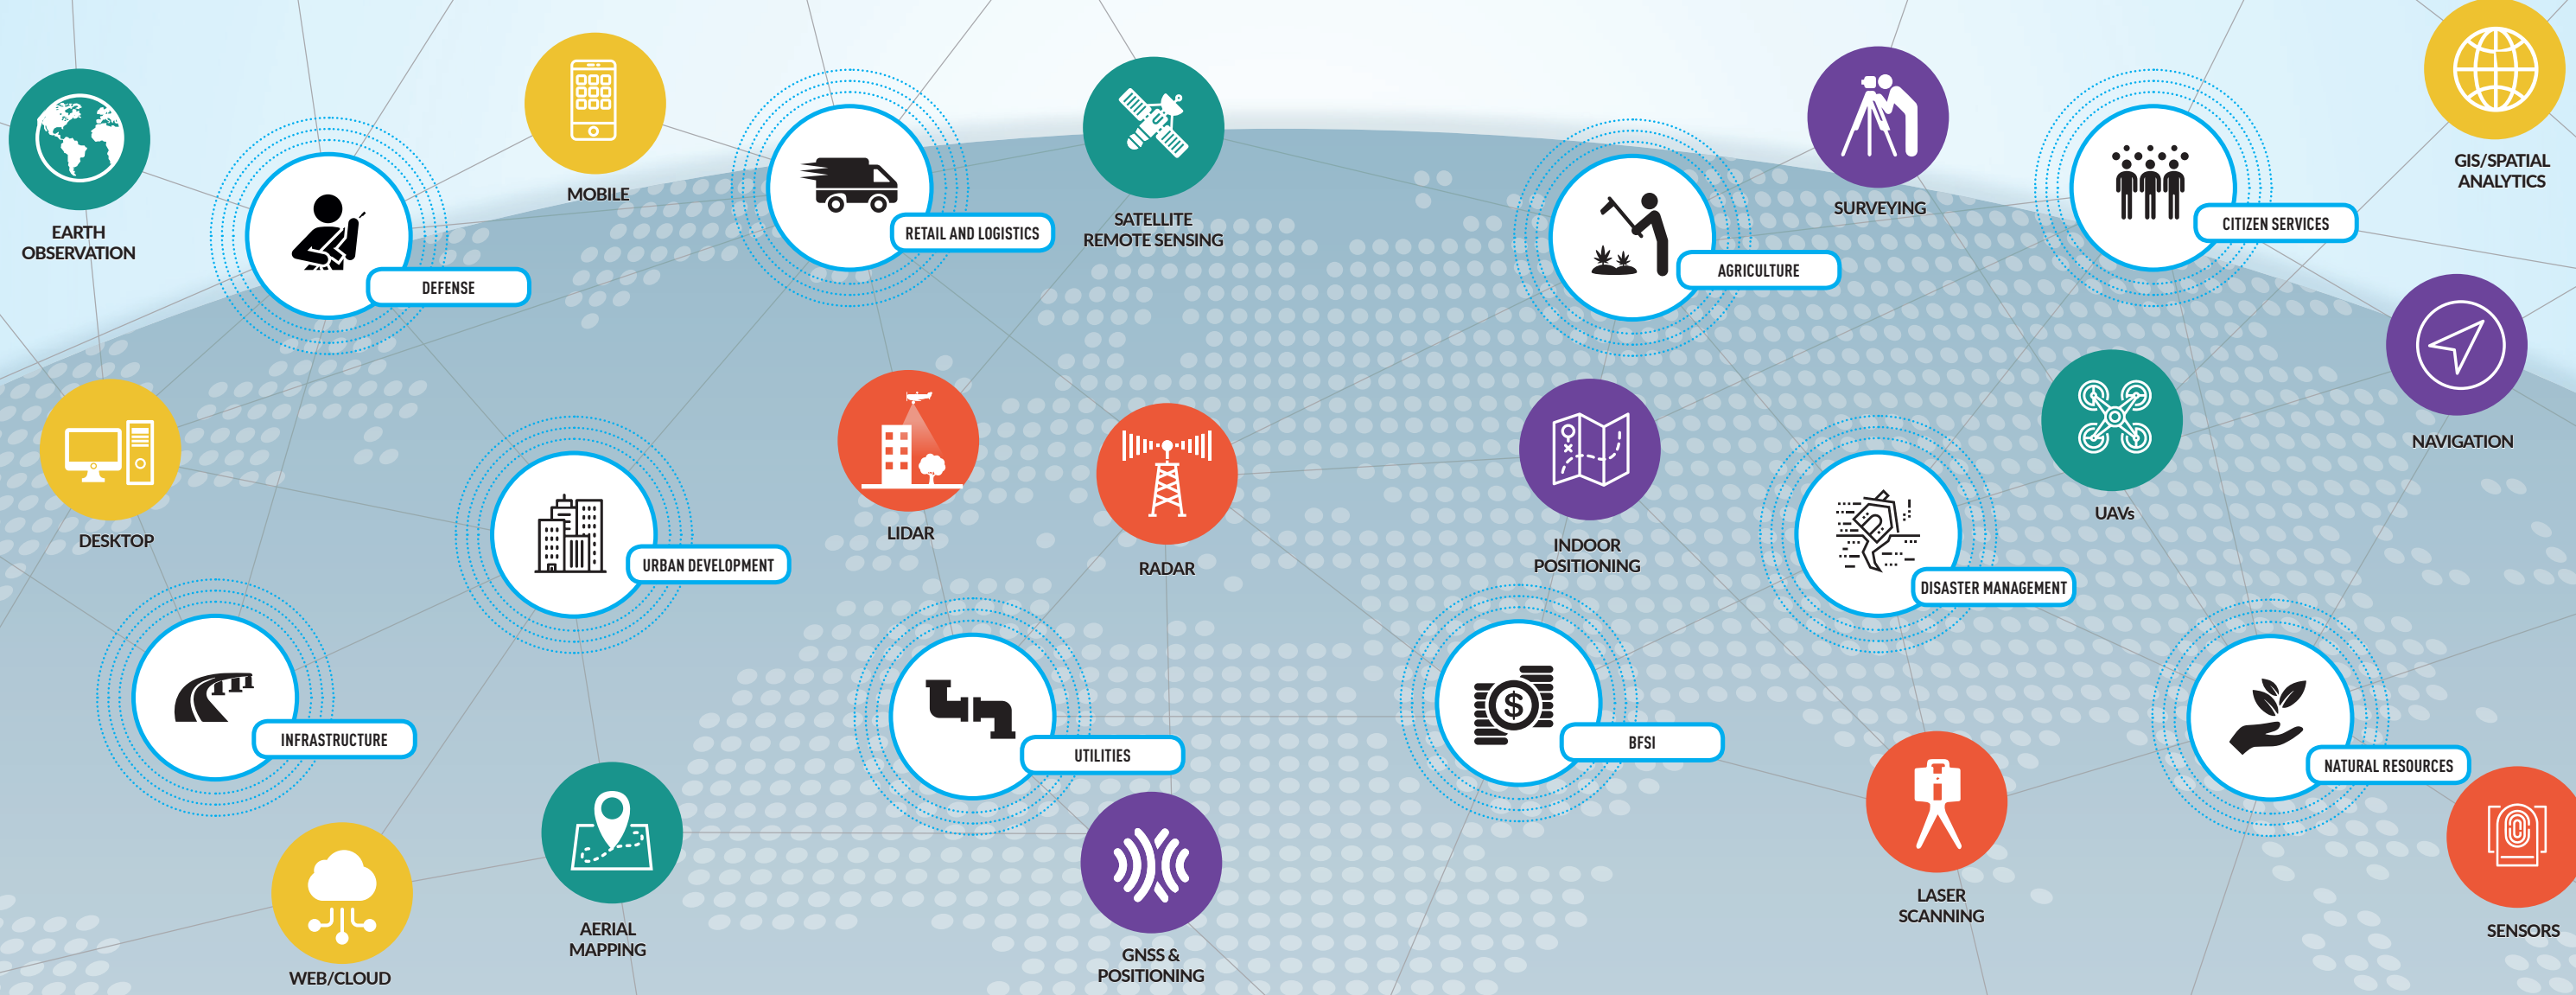 EARTH
OBSERVATION
DEFENSE
MOBILE
RETAIL AND LOGISTICS
SATELLITE
REMOTE SENSING
AGRICULTURE
SURVEYING
CITIZEN SERVICES
GIS/SPATIAL
ANALYTICS
DESKTOP
URBAN DEVELOPMENT
LIDAR
RADAR
INDOOR
POSITIONING
DISASTER MANAGEMENT
UAVs
NAVIGATION
INFRASTRUCTURE
WEB/CLOUD
AERIAL
MAPPING
UTILITIES
GNSS &
POSITIONING
$
BFSI
LASER
SCANNING
NATURAL RESOURCES
SENSORS